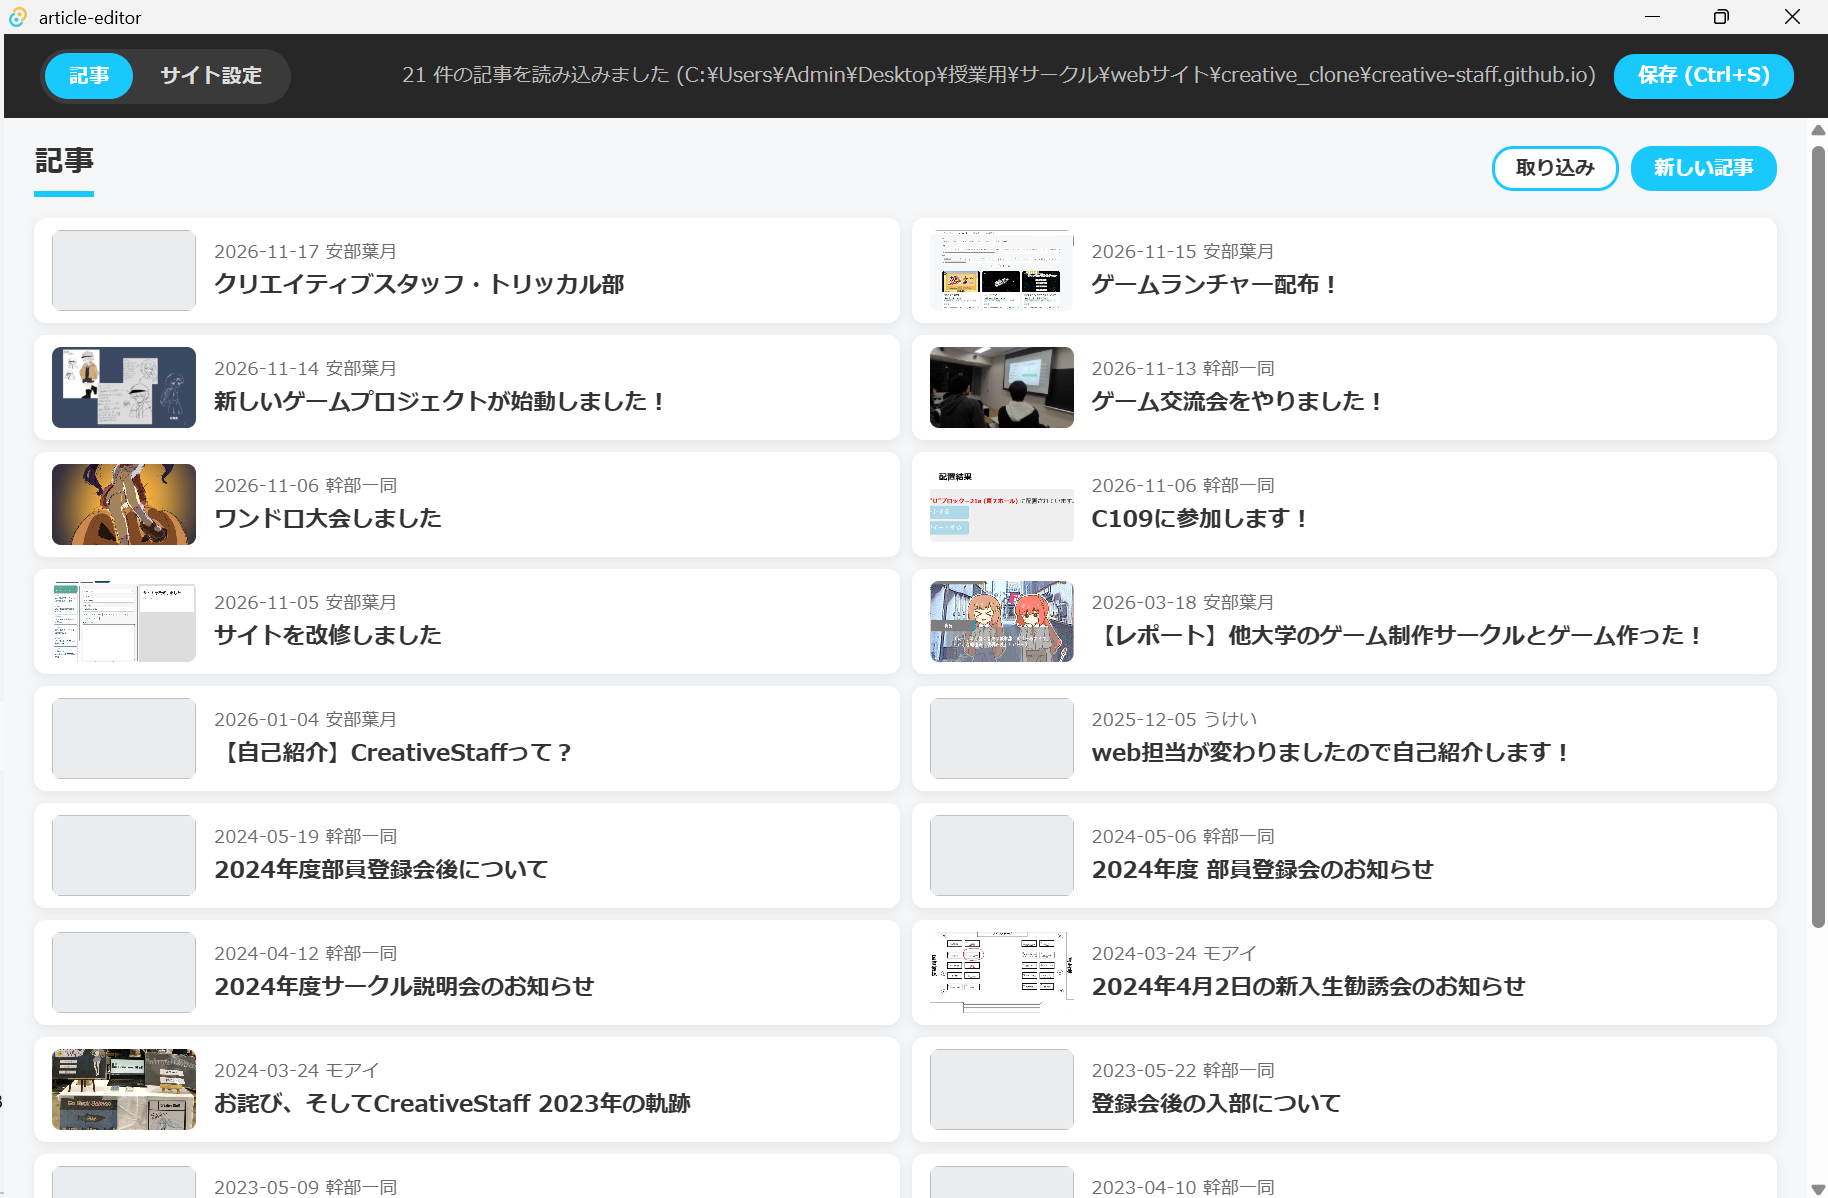 article-editor
記事
サイト設定
21 件の記事を読み込みました (C:¥Users¥Admin¥Desktop¥授業用¥サークル¥webサイト¥creative_clone¥creative-staff.github.io)
保存 (Ctrl+S)
記事
取り込み
新しい記事
2026-11-17 安部葉月
クリエイティブスタッフ・トリッカル部
2026-11-15 安部葉月
ゲームランチャー配布！
2026-11-14 安部葉月
新しいゲームプロジェクトが始動しました！
2026-11-13 幹部一同
ゲーム交流会をやりました！
2026-11-06 幹部一同
ワンドロ大会しました
配置結果
"U"ブロック-21a (東7ホール) に配置されています。
2026-11-06 幹部一同
C109に参加します！
2026-11-05 安部葉月
サイトを改修しました
2026-03-18 安部葉月
【レポート】他大学のゲーム制作サークルとゲーム作った！
2026-01-04 安部葉月
【自己紹介】CreativeStaffって？
2025-12-05 うけい
web担当が変わりましたので自己紹介します！
2024-05-19 幹部一同
2024年度部員登録会後について
2024-05-06 幹部一同
2024年度 部員登録会のお知らせ
2024-04-12 幹部一同
2024年度サークル説明会のお知らせ
2024-03-24 モアイ
2024年4月2日の新入生勧誘会のお知らせ
2024-03-24 モアイ
お詫び、そしてCreativeStaff 2023年の軌跡
2023-05-22 幹部一同
登録会後の入部について
2023-05-09 幹部一同
2023-04-10 幹部一同